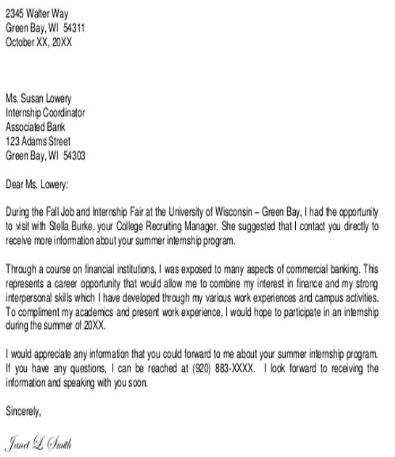 2345 Walter Way
Green Bay, WI  54311
October XX, 20XX
Ms. Susan Lowery
Internship Coordinator
Associated Bank
123 Adams Street
Green Bay, WI  54303
Dear Ms. Lowery:
During the Fall Job and Internship Fair at the University of Wisconsin – Green Bay, I had the opportunity
to visit with Stella Burke, your College Recruiting Manager. She suggested that I contact you directly to
receive more information about your summer internship program.
Through a course on financial institutions, I was exposed to many aspects of commercial banking. This
represents a career opportunity that would allow me to combine my interest in finance and my strong
interpersonal skills which I have developed through my various work experiences and campus activities.
To compliment my academics and present work experience, I would hope to participate in an internship
during the summer of 20XX.
I would appreciate any information that you could forward to me about your summer internship program.
If you have any questions, I can be reached at (920) 883-XXXX.  I look forward to receiving the
information and speaking with you soon.
Sincerely,
Janet L. Smith